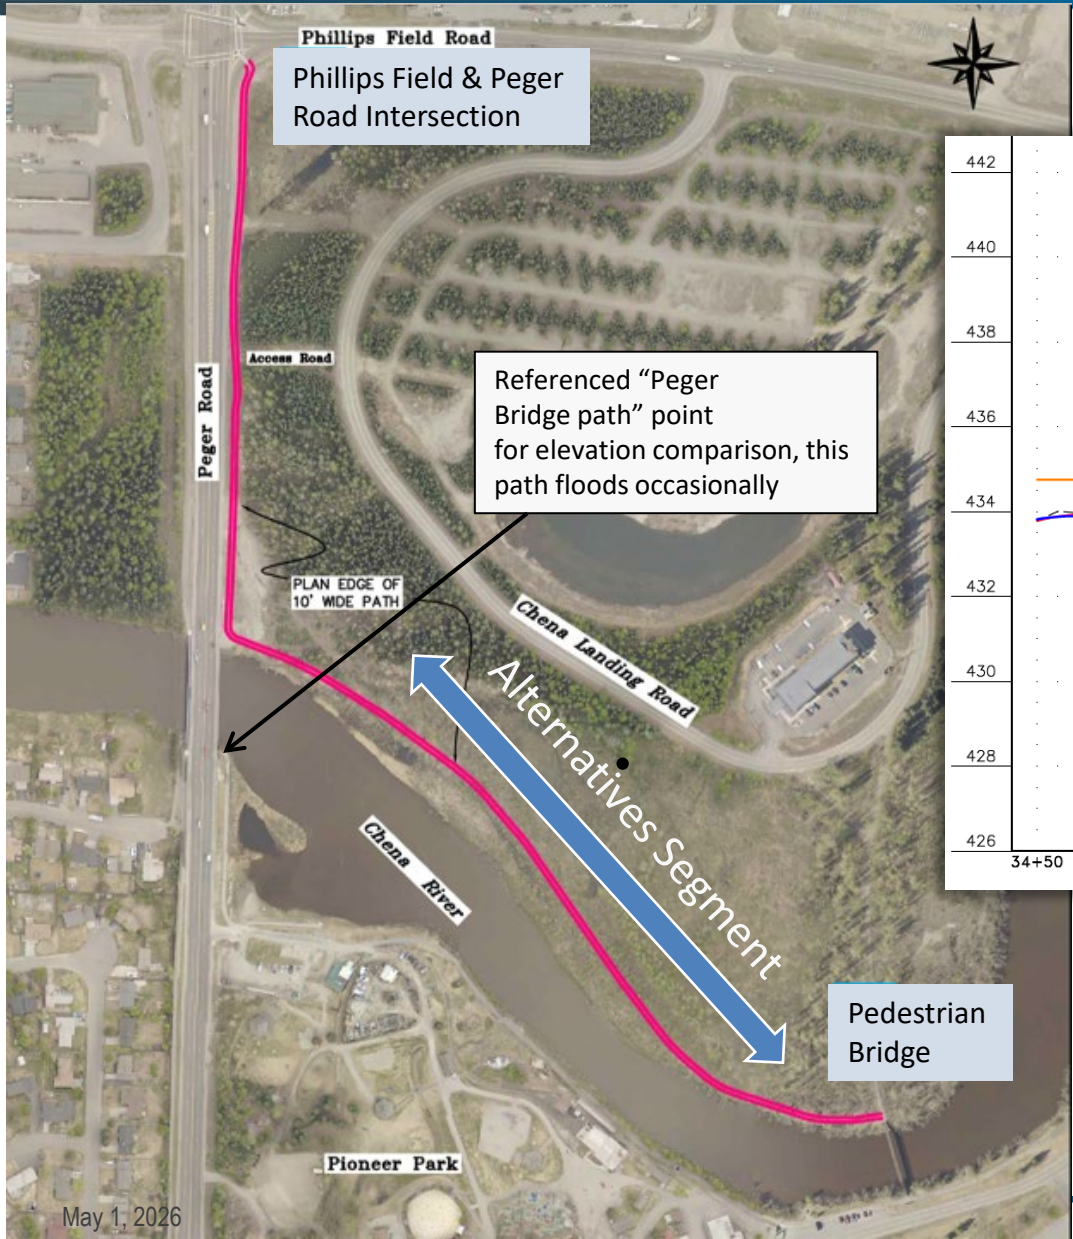 Phillips Field Road
Phillips Field & Peger
Road Intersection
442
440
438
436
434
432
430
428
426
34+50
Access Road
Peger Road
Referenced “Peger
Bridge path” point
for elevation comparison, this
path floods occasionally
PLAN EDGE OF
10' WIDE PATH
Chena Landing Road
Alternatives Segment
Chena River
Pedestrian
Bridge
Pioneer Park
May 1, 2026